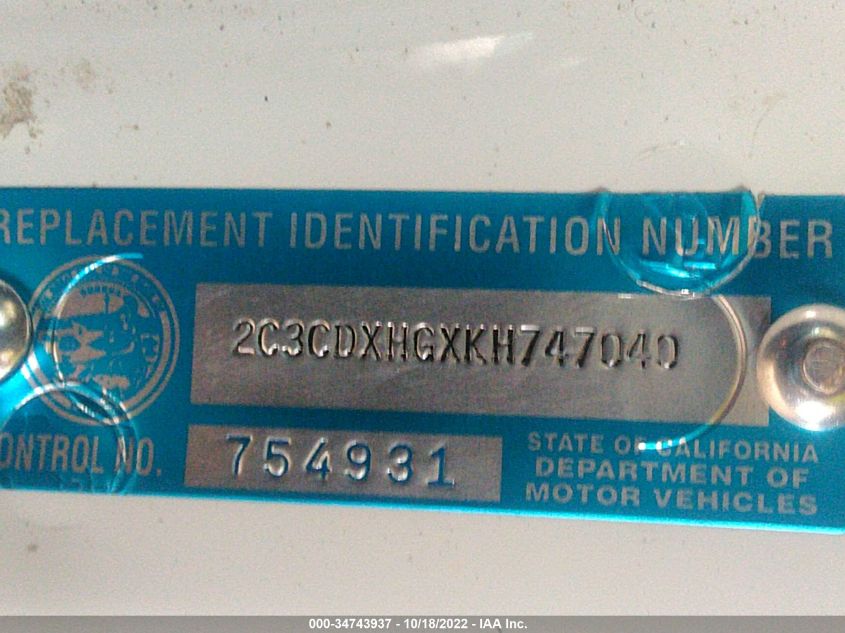 REPLACEMENT IDENTIFICATION NUMBER
2C3CDXHGXKH747040
CONTROL NO. 754931
STATE OF CALIFORNIA
DEPARTMENT OF
MOTOR VEHICLES
000-34743937 - 10/18/2022 - IAA Inc.